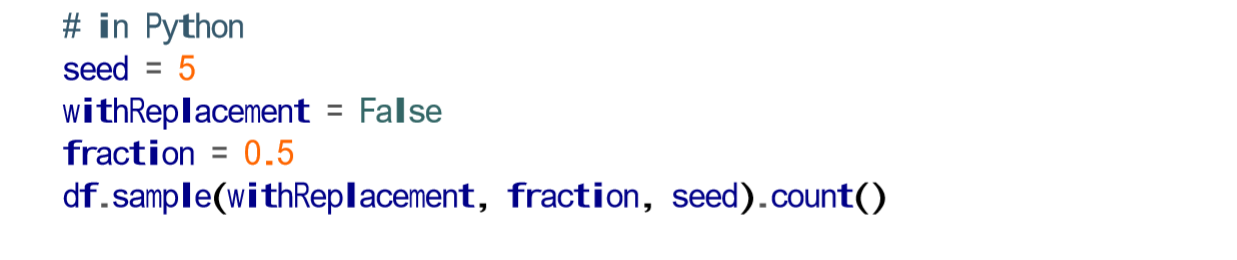 # in Python
seed = 5
withReplacement = False
fraction = 0.5
df.sample(withReplacement, fraction, seed).count()